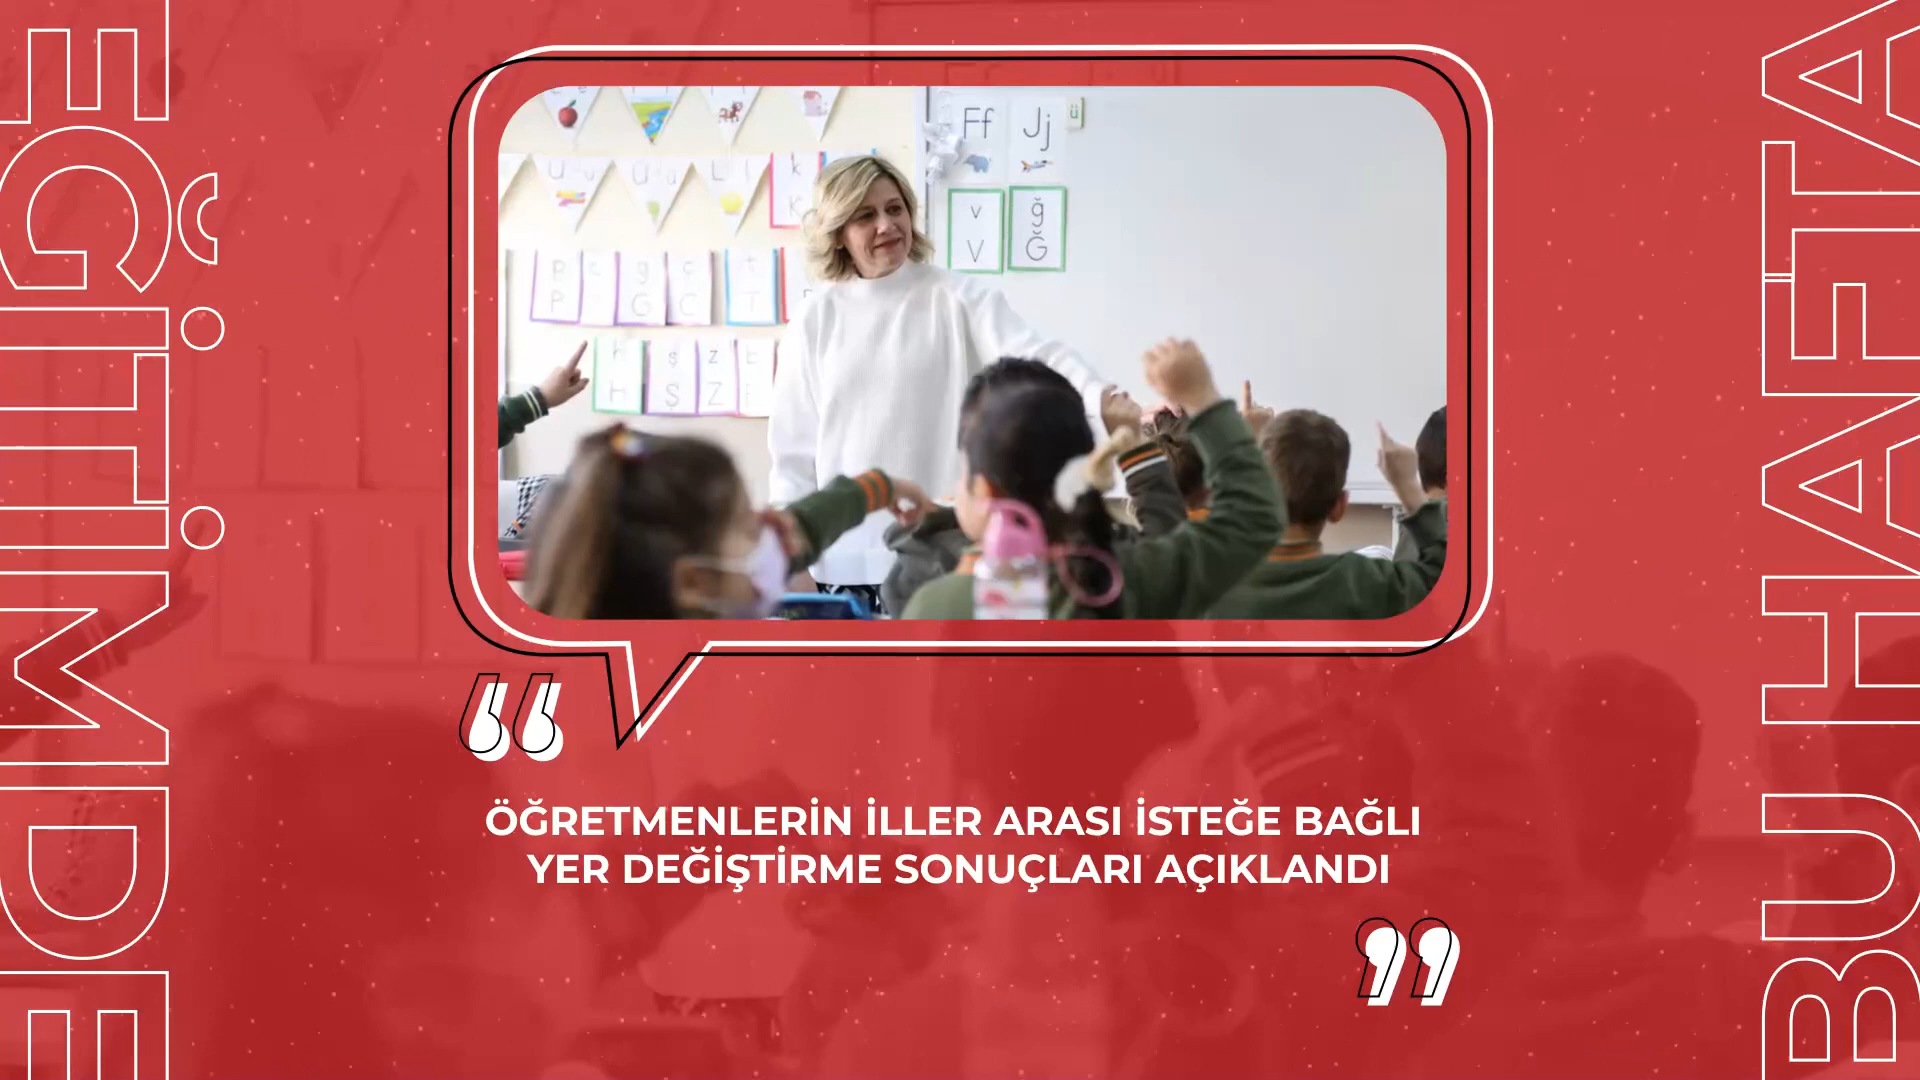 EĞİTİMDE
BU HAFTA
Ff
Jj
ü
v
V
ğ
Ğ
k
K
p
P
g
G
ç
Ç
t
T
h
H
ş
Ş
z
Z
“
ÖĞRETMENLERİN İLLER ARASI İSTEĞE BAĞLI
YER DEĞİŞTİRME SONUÇLARI AÇIKLANDI
”